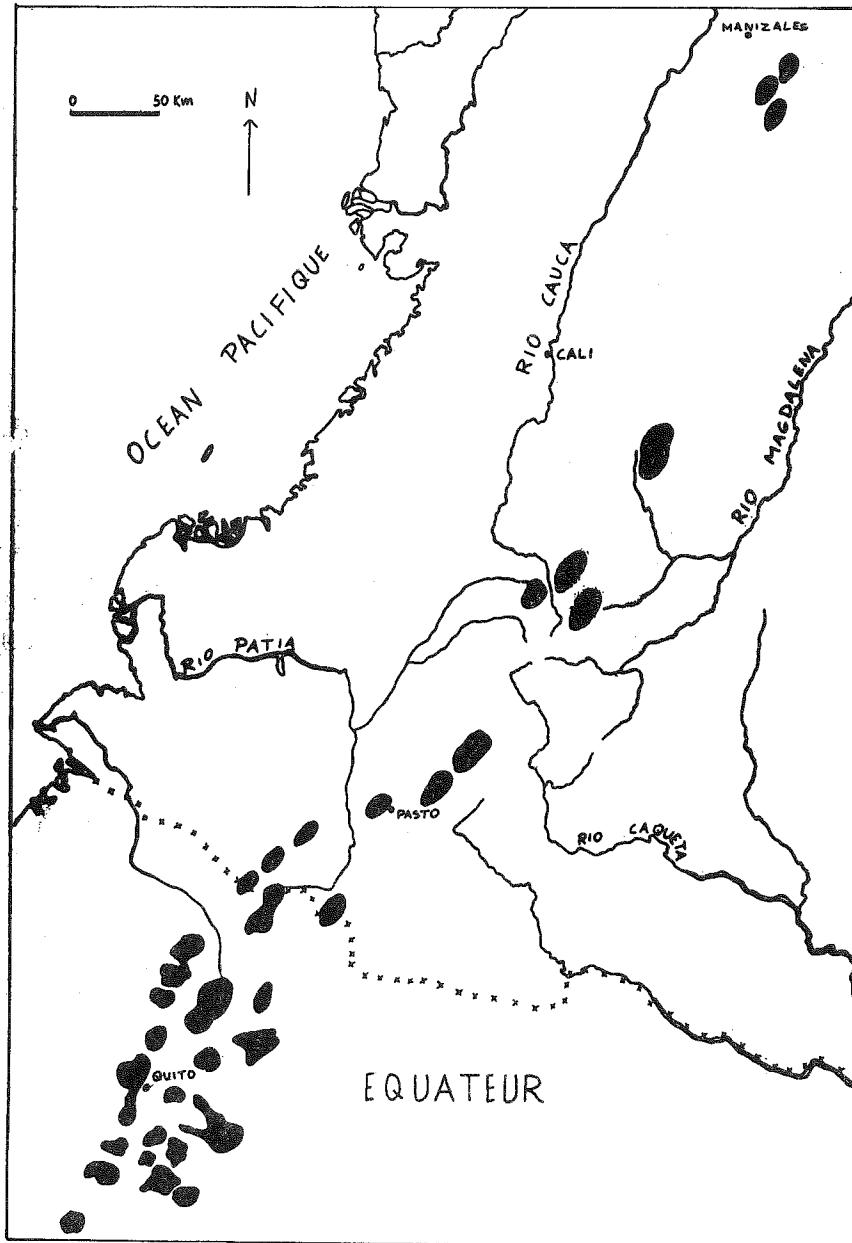 MANIZALES
0 50 Km
N
OCEAN PACIFIQUE
RIO CAUCA
CALI
RIO MAGDALENA
RIO PATIA
PASTO
RIO CAQUETA
QUITO
EQUATEUR